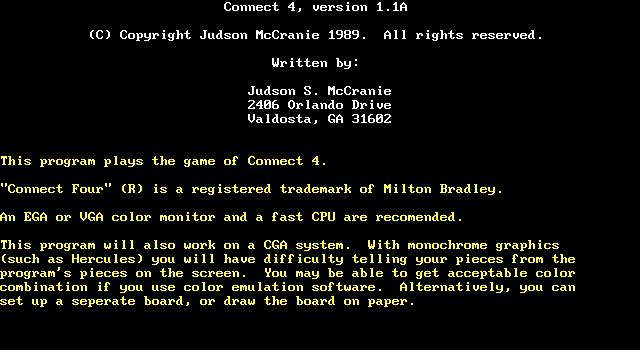 Connect 4, version 1.1A
(C) Copyright Judson McCranie 1989.  All rights reserved.
Written by:
Judson S. McCranie
2406 Orlando Drive
Valdosta, GA 31602
This program plays the game of Connect 4.
"Connect Four" (R) is a registered trademark of Milton Bradley.
An EGA or VGA color monitor and a fast CPU are recomended.
This program will also work on a CGA system.  With monochrome graphics
(such as Hercules) you will have difficulty telling your pieces from the
program's pieces on the screen.  You may be able to get acceptable color
combination if you use color emulation software.  Alternatively, you can
set up a seperate board, or draw the board on paper.